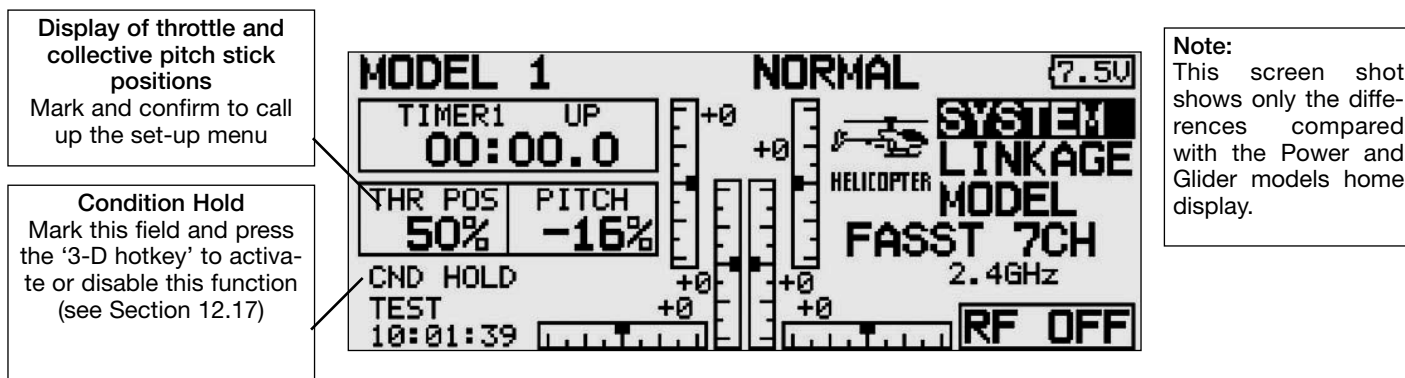 Display of throttle and
collective pitch stick
positions
Mark and confirm to call
up the set-up menu
Condition Hold
Mark this field and press
the ‘3-D hotkey’ to activa-
te or disable this function
(see Section 12.17)
MODEL 1
NORMAL
7.5V
TIMER1 UP
00:00.0
THR POS
50%
PITCH
-16%
CND HOLD
TEST
10:01:39
+0
+0
+0
+0
+0
+0
HELICOPTER
SYSTEM
LINKAGE
MODEL
FASST 7CH
2.4GHz
RF OFF
Note:
This screen shot
shows only the diffe-
rences compared
with the Power and
Glider models home
display.